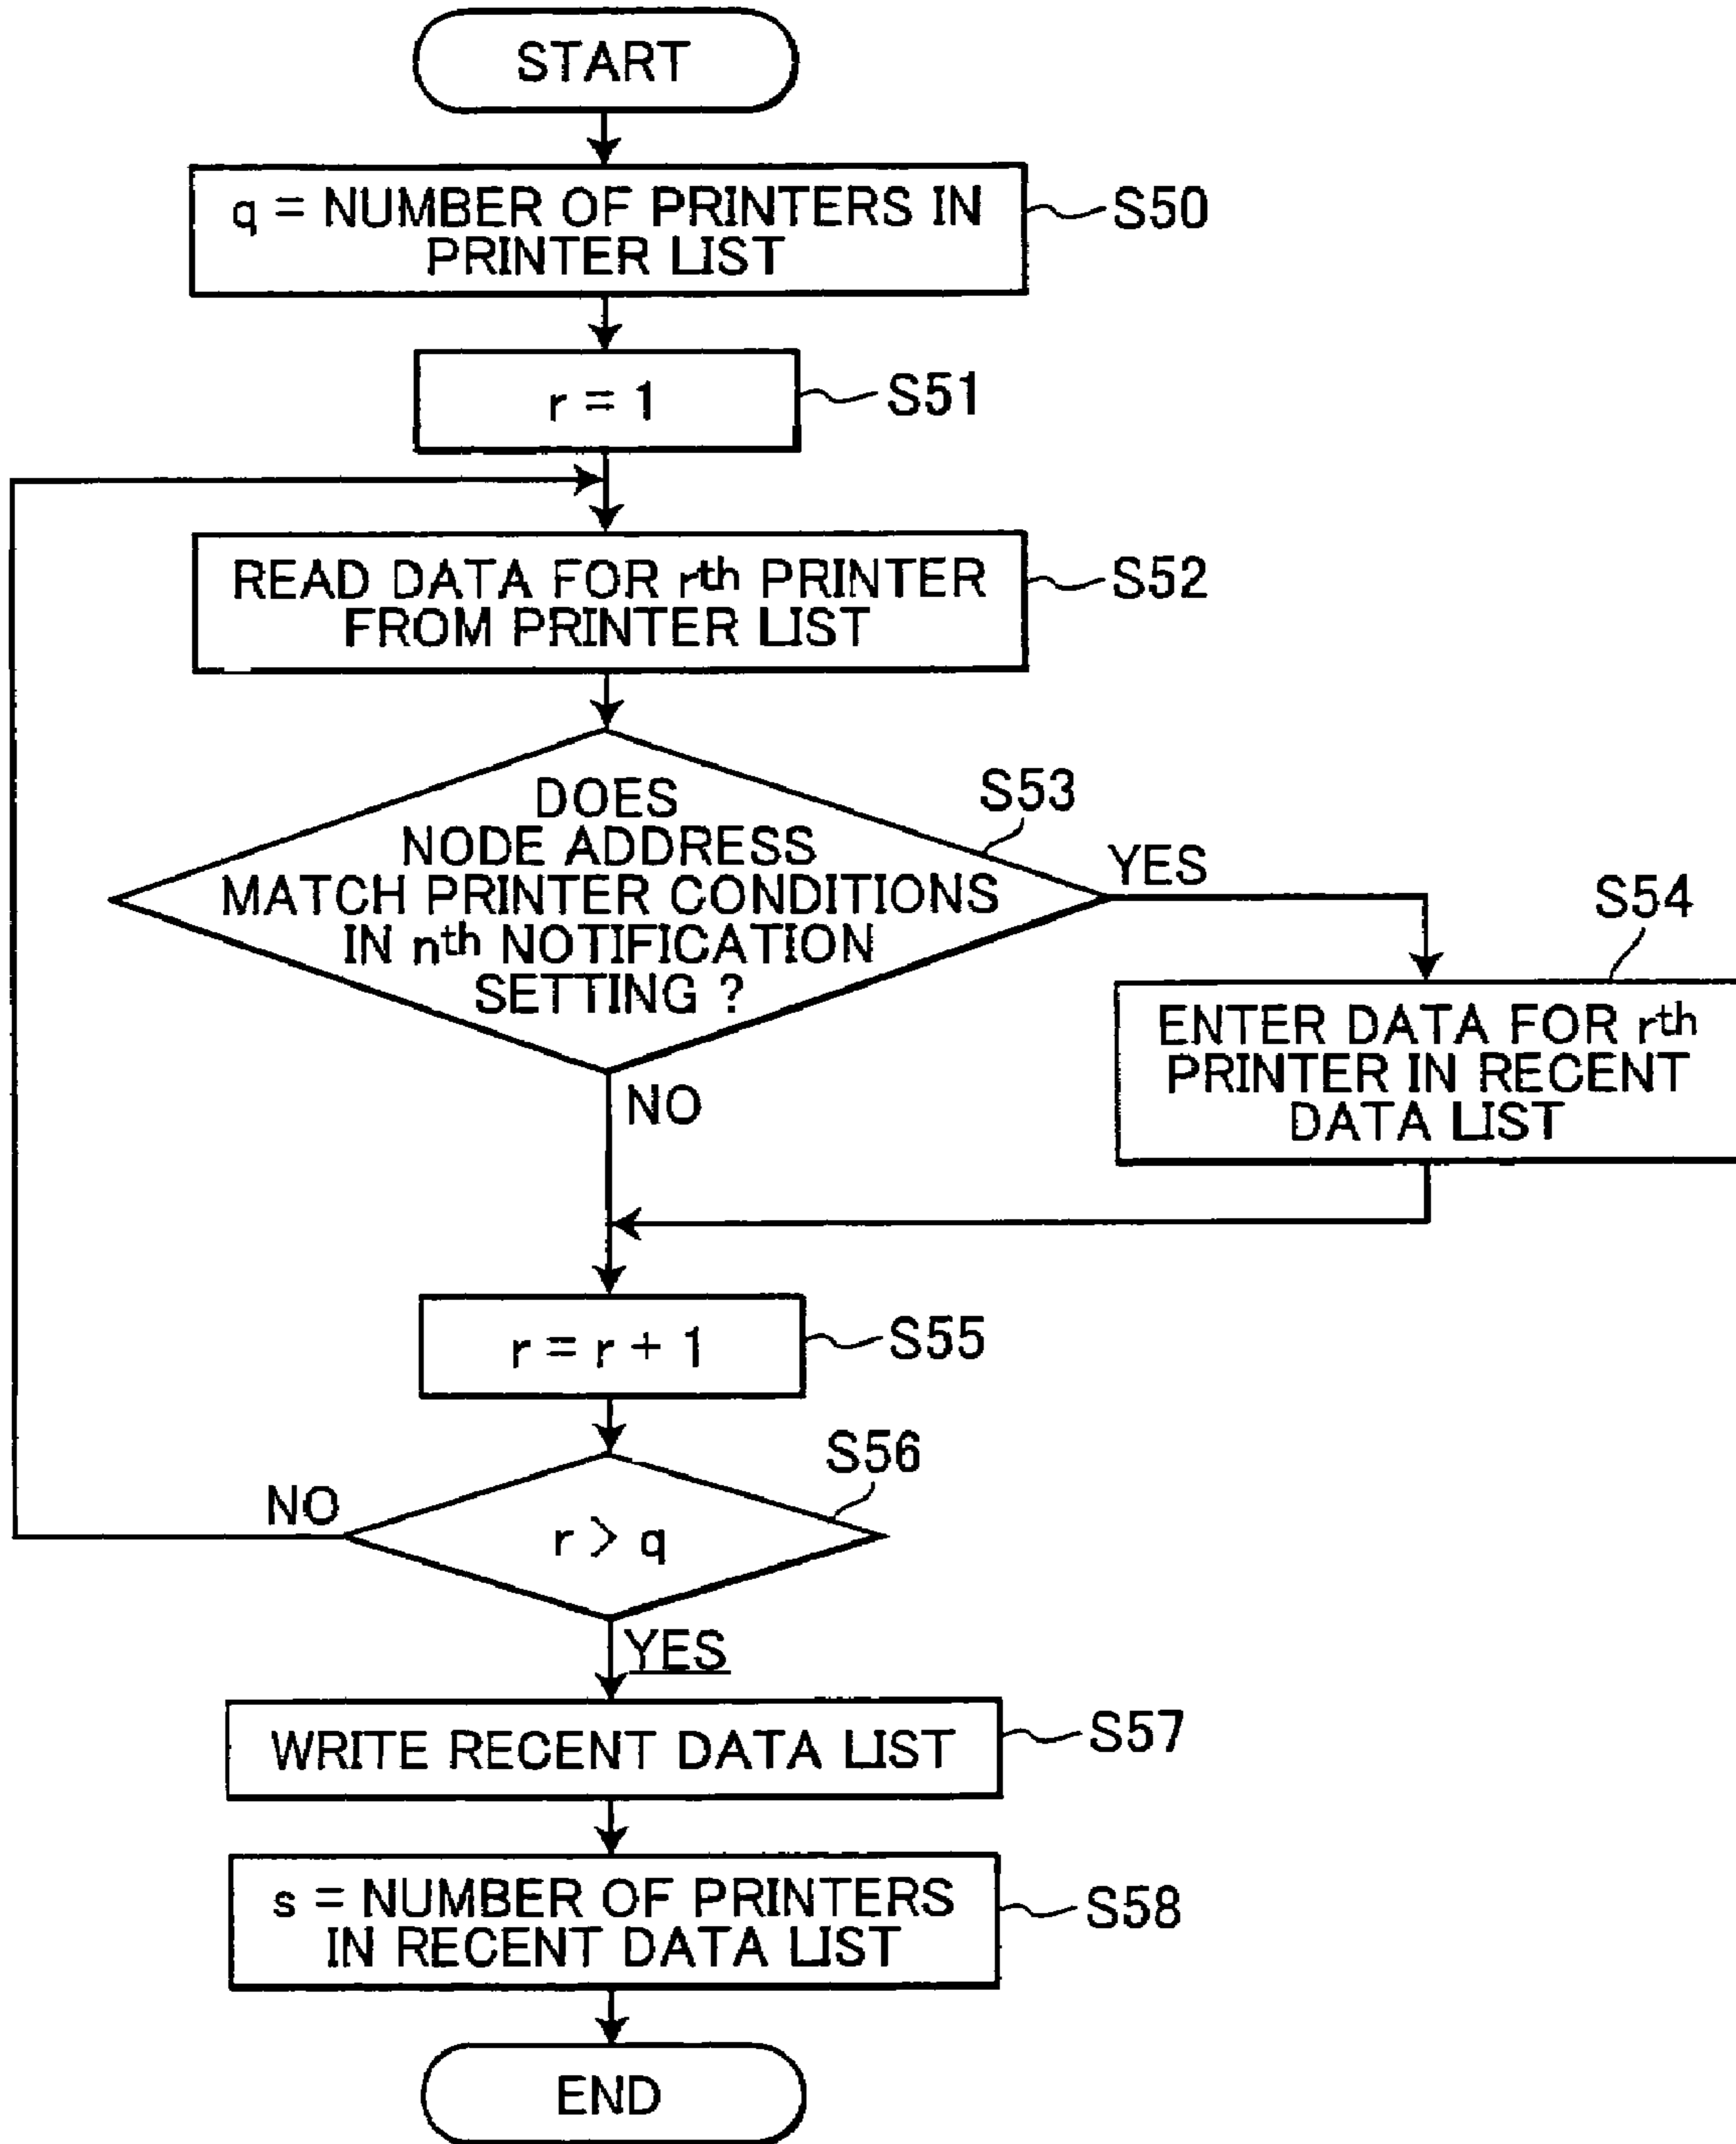 START
q = NUMBER OF PRINTERS IN
PRINTER LIST
S50
r = 1
S51
READ DATA FOR rth PRINTER
FROM PRINTER LIST
S52
DOES
NODE ADDRESS
MATCH PRINTER CONDITIONS
IN nth NOTIFICATION
SETTING ?
S53
YES
S54
ENTER DATA FOR rth
PRINTER IN RECENT
DATA LIST
NO
r = r + 1
S55
S56
NO
r > q
YES
WRITE RECENT DATA LIST
S57
s = NUMBER OF PRINTERS
IN RECENT DATA LIST
S58
END